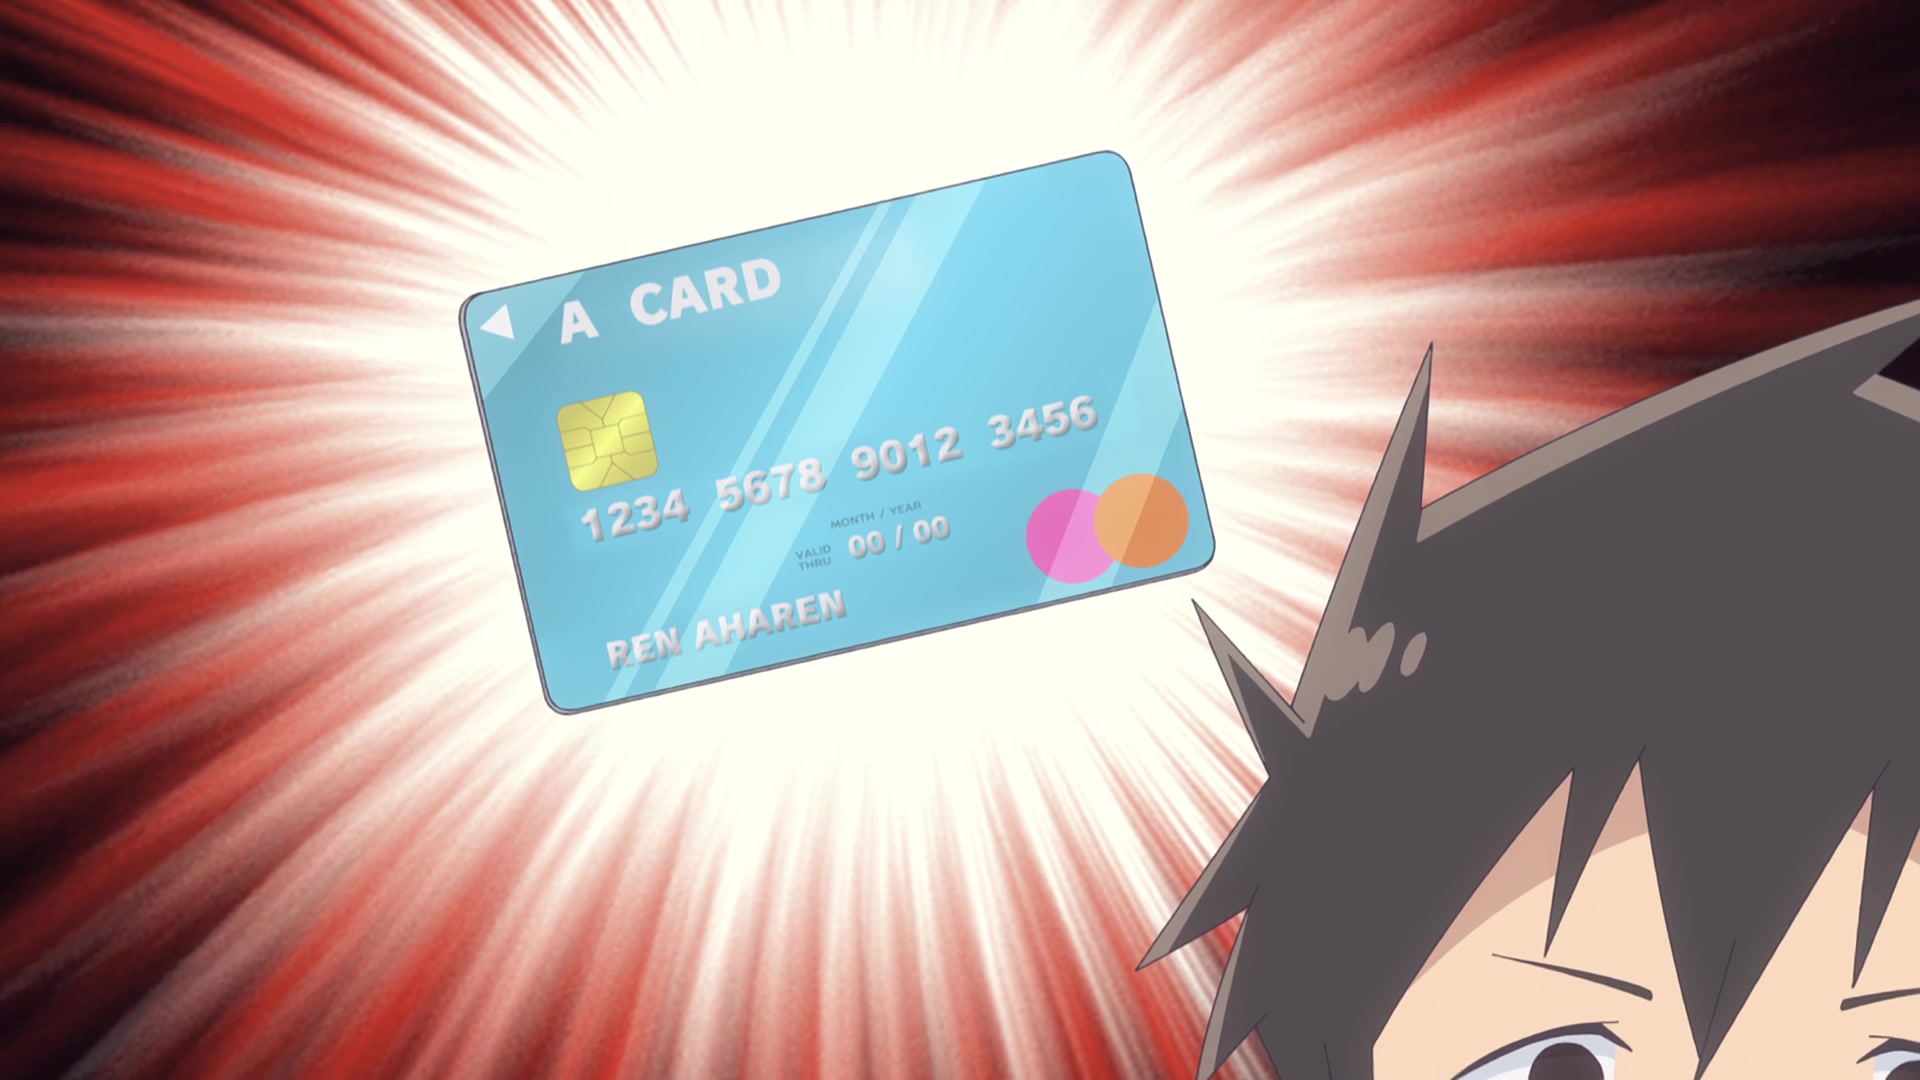 A CARD
1234 5678 9012 3456
MONTH / YEAR
VALID THRU 00 / 00
REN AHAREN